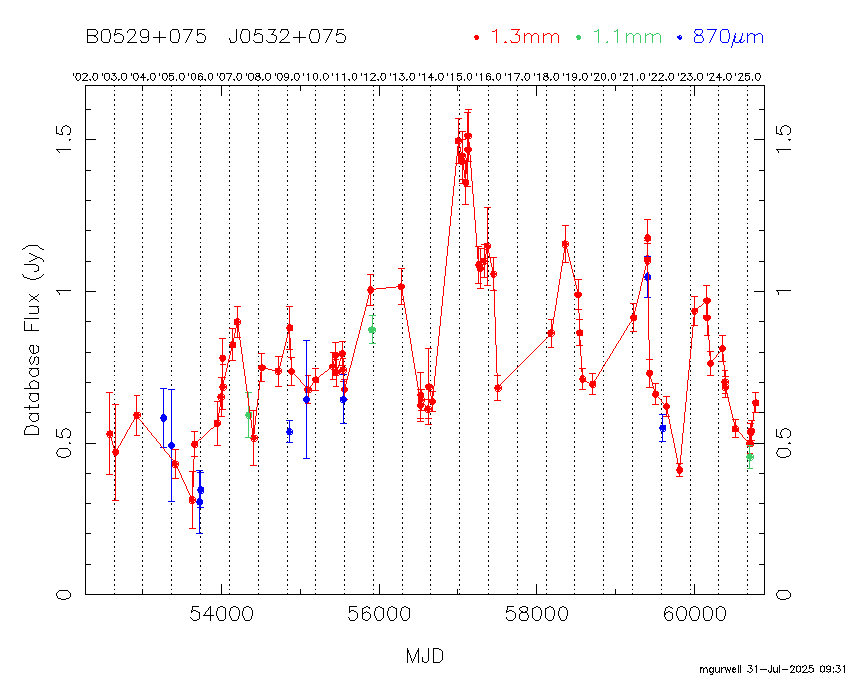 B0529+075 J0532+075 1.3mm 1.1mm 870μm
'02.0 '03.0 '04.0 '05.0 '06.0 '07.0 '08.0 '09.0 '10.0 '11.0 '12.0 '13.0 '14.0 '15.0 '16.0 '17.0 '18.0 '19.0 '20.0 '21.0 '22.0 '23.0 '24.0 '25.0
1.5 1.5
1 1
Database Flux (Jy)
0.5 0.5
0 0
54000 56000 58000 60000
MJD
mgurwell 31-Jul-2025 09:31